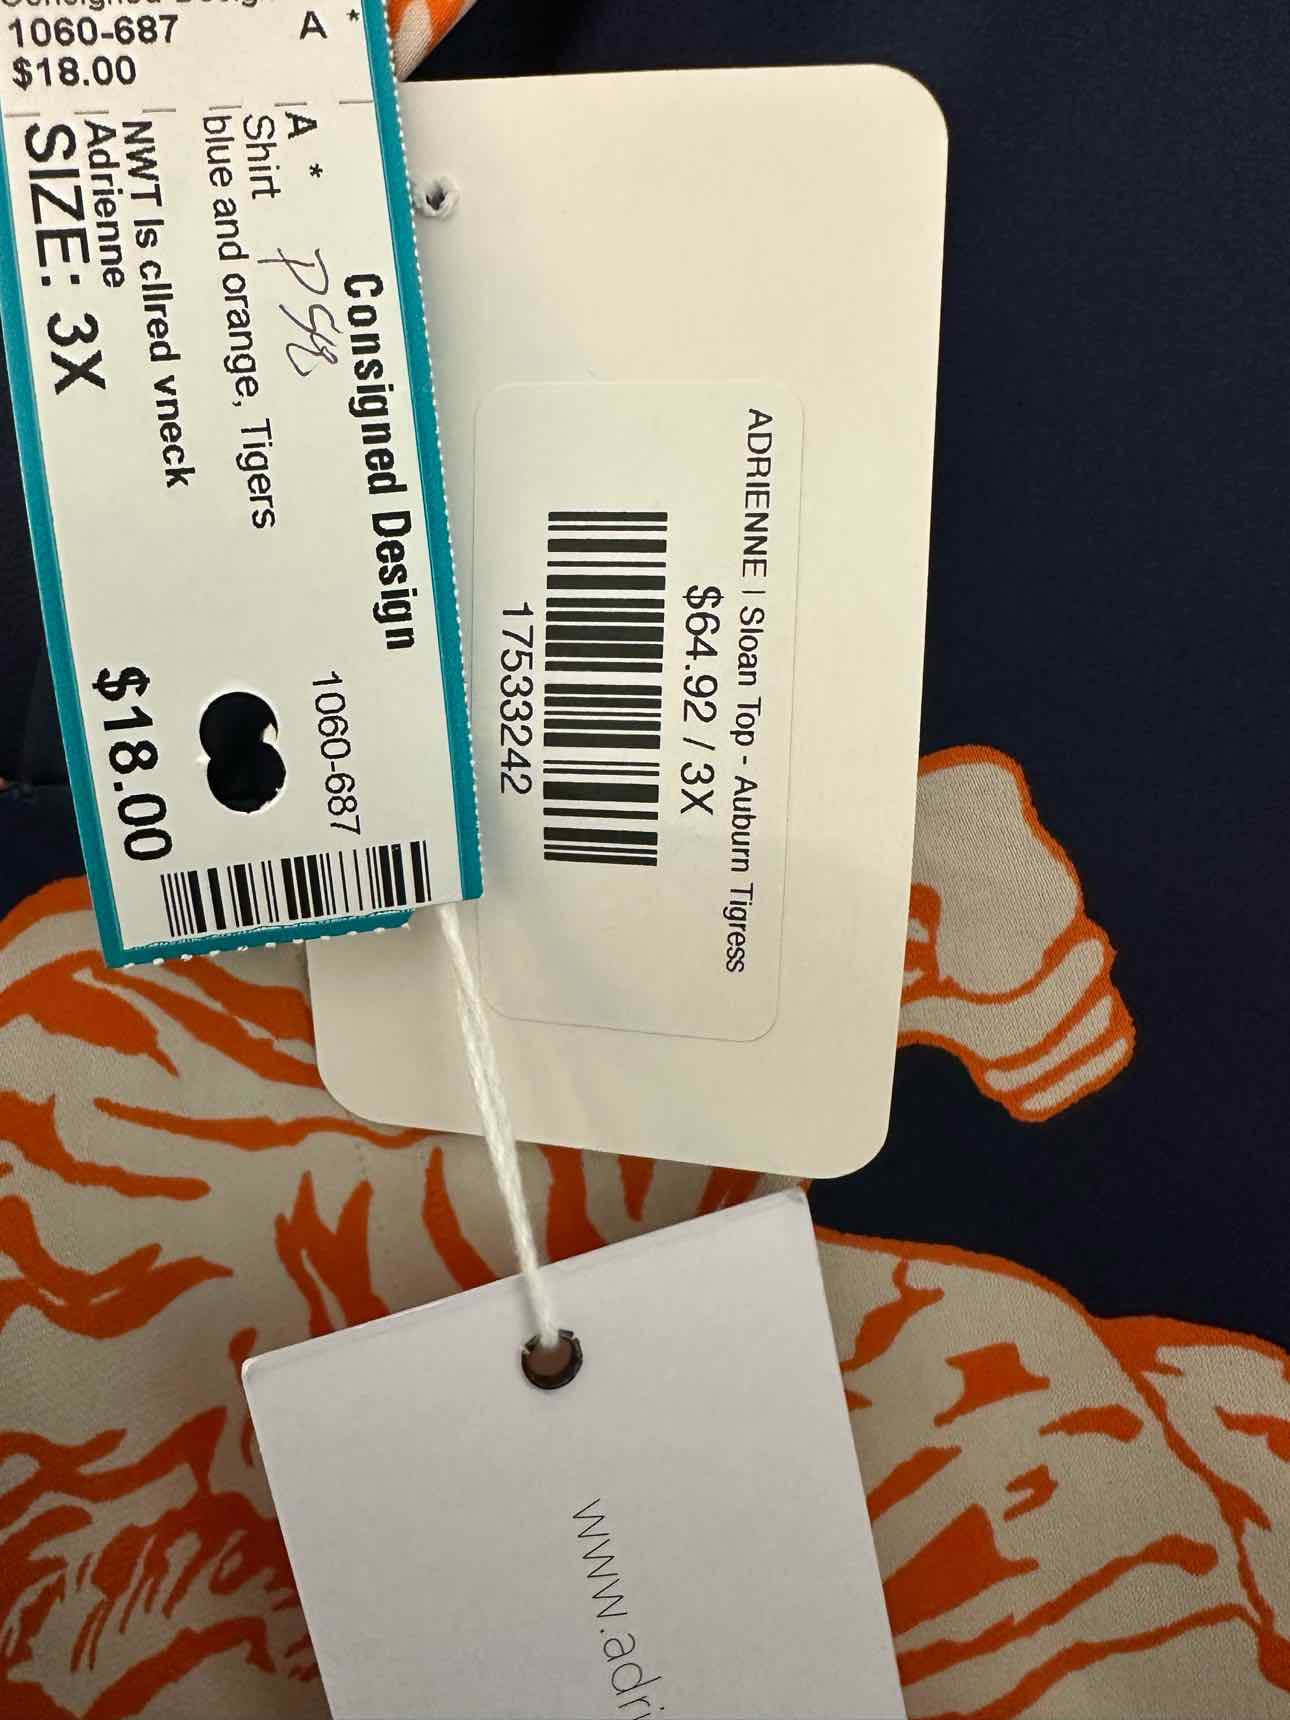 1060-687 A *
$18.00
Consigned Design
A *
Shirt
blue and orange, Tigers
NWT ls cllred vneck
Adrienne
SIZE: 3X
1060-687
$18.00
ADRIENNE | Sloan Top - Auburn Tigress
$64.92 / 3X
17533242
www.adri